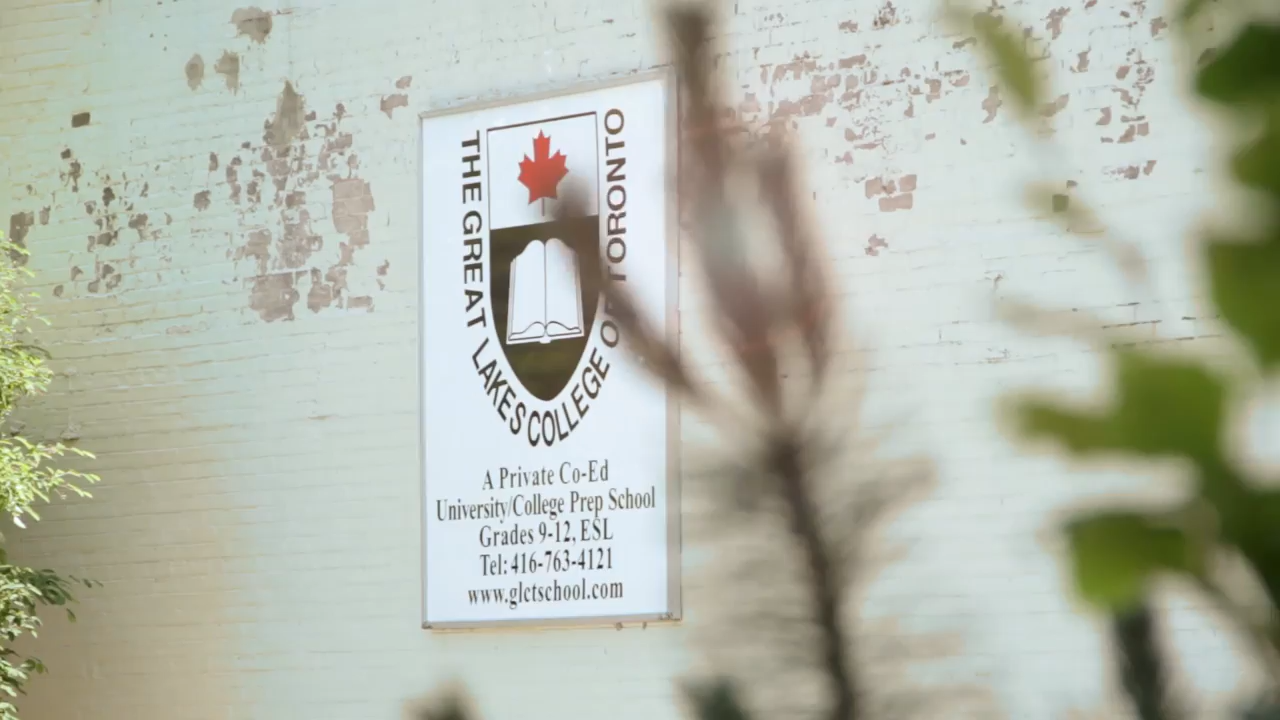 THE GREAT LAKES COLLEGE OF TORONTO
A Private Co-Ed
University/College Prep School
Grades 9-12, ESL
Tel: 416-763-4121
www.glctschool.com